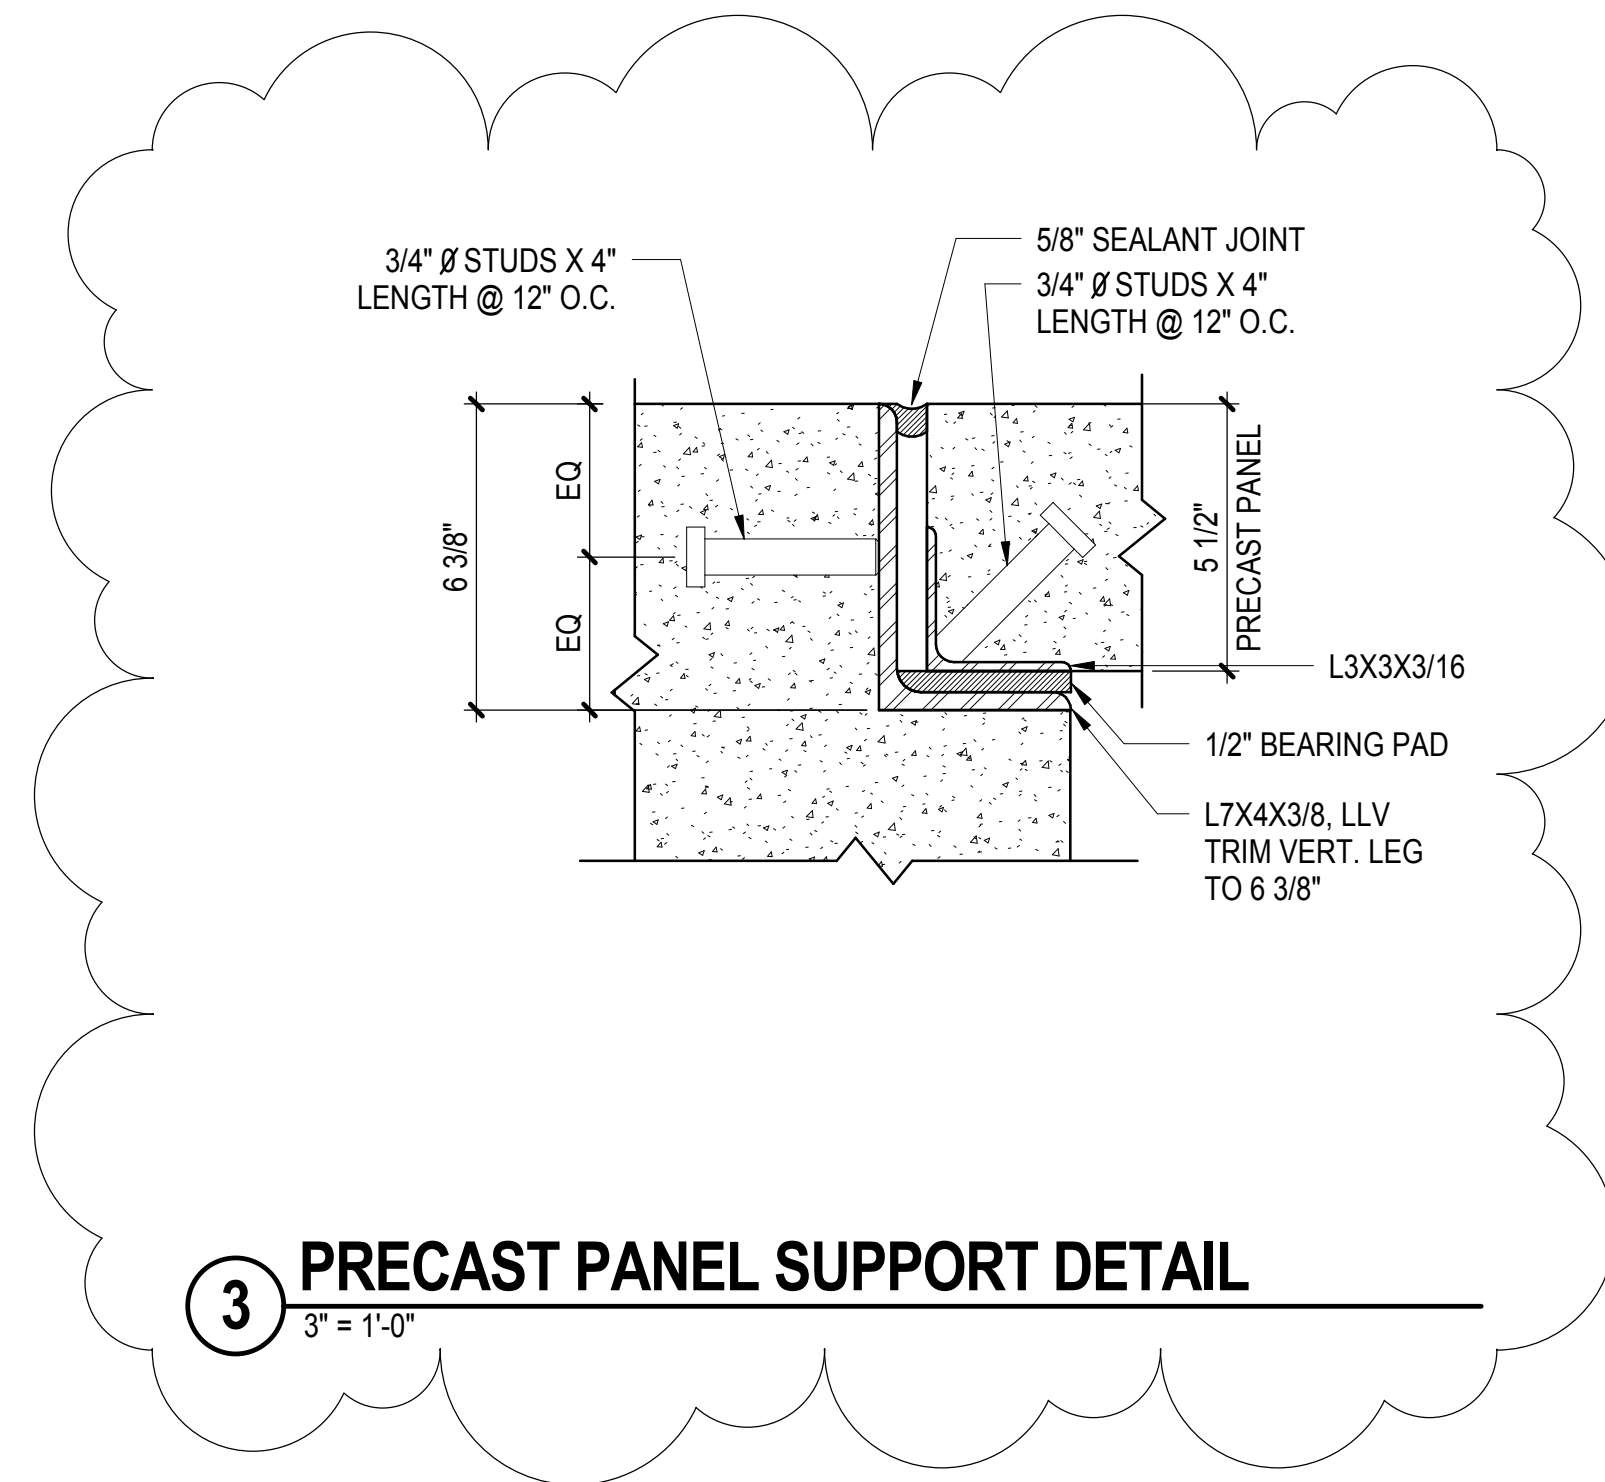 3/4" Ø STUDS X 4"
LENGTH @ 12" O.C.
5/8" SEALANT JOINT
3/4" Ø STUDS X 4"
LENGTH @ 12" O.C.
6 3/8"
EQ
EQ
5 1/2"
PRECAST PANEL
L3X3X3/16
1/2" BEARING PAD
L7X4X3/8, LLV
TRIM VERT. LEG
TO 6 3/8"
3
PRECAST PANEL SUPPORT DETAIL
3" = 1'-0"